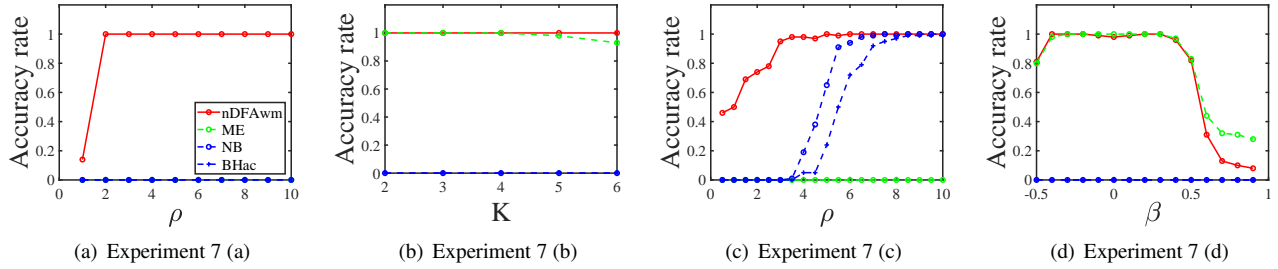 Accuracy rate
1
0.8
0.6
0.4
0.2
0
0 2 4 6 8 10
ρ
nDFAwm
ME
NB
BHac
(a) Experiment 7 (a)
Accuracy rate
1
0.8
0.6
0.4
0.2
0
2 3 4 5 6
K
(b) Experiment 7 (b)
Accuracy rate
1
0.8
0.6
0.4
0.2
0
0 2 4 6 8 10
ρ
(c) Experiment 7 (c)
Accuracy rate
1
0.8
0.6
0.4
0.2
0
-0.5 0 0.5 1
β
(d) Experiment 7 (d)